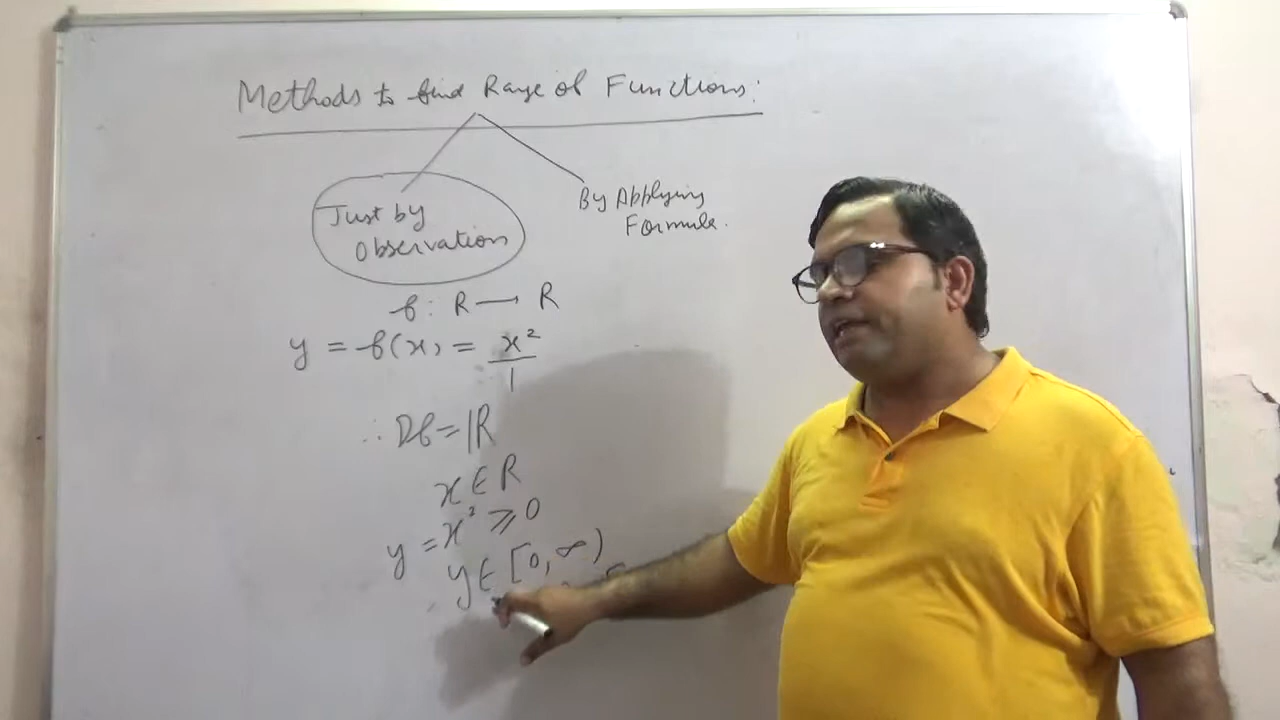 Methods to find Range of Functions:
Just by
Observation
By Applying
Formula.
f: R → R
y = f(x) = x²/1
∴ Df = R
x ∈ R
y = x² ⩾ 0
y ∈ [0, ∞)